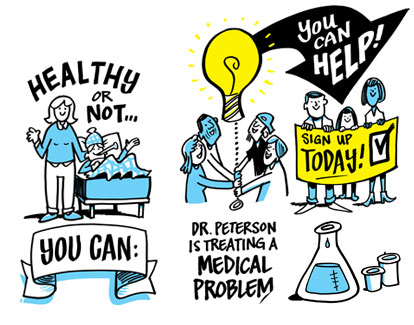 HEALTHY
OR
NOT...
YOU CAN:
YOU
CAN
HELP!
SIGN UP
TODAY!
DR. PETERSON
IS TREATING A
MEDICAL
PROBLEM